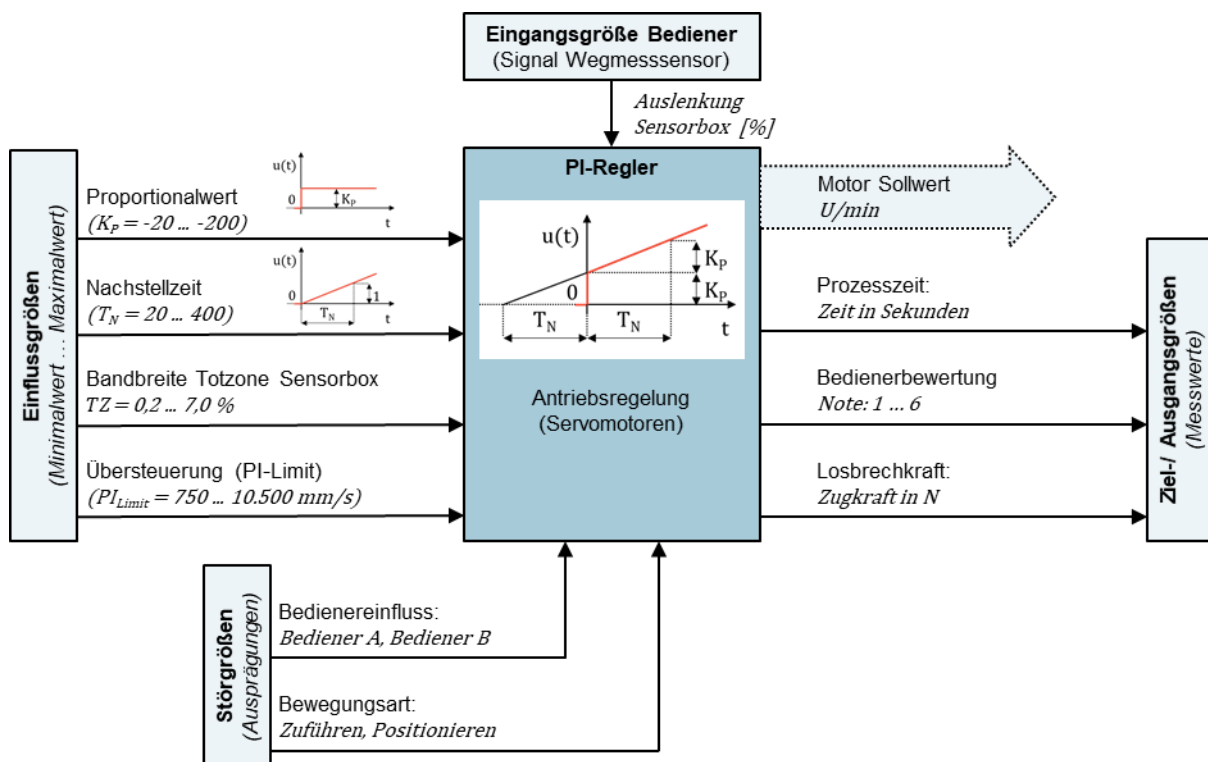 Eingangsgröße Bediener
(Signal Wegmesssensor)
Auslenkung
Sensorbox [%]
Einflussgrößen
(Minimalwert … Maximalwert)
Proportionalwert
(K_P = -20 … -200)
u(t)
0
K_P
t
Nachstellzeit
(T_N = 20 … 400)
u(t)
0
1
T_N
t
Bandbreite Totzone Sensorbox
TZ = 0,2 … 7,0 %
Übersteuerung (PI-Limit)
(PI_Limit = 750 … 10.500 mm/s)
PI-Regler
u(t)
K_P
0
K_P
T_N
T_N
t
Antriebsregelung
(Servomotoren)
Motor Sollwert
U/min
Prozesszeit:
Zeit in Sekunden
Bedienerbewertung
Note: 1 … 6
Losbrechkraft:
Zugkraft in N
Ziel-/ Ausgangsgrößen
(Messwerte)
Störgrößen
(Ausprägungen)
Bedienereinfluss:
Bediener A, Bediener B
Bewegungsart:
Zuführen, Positionieren